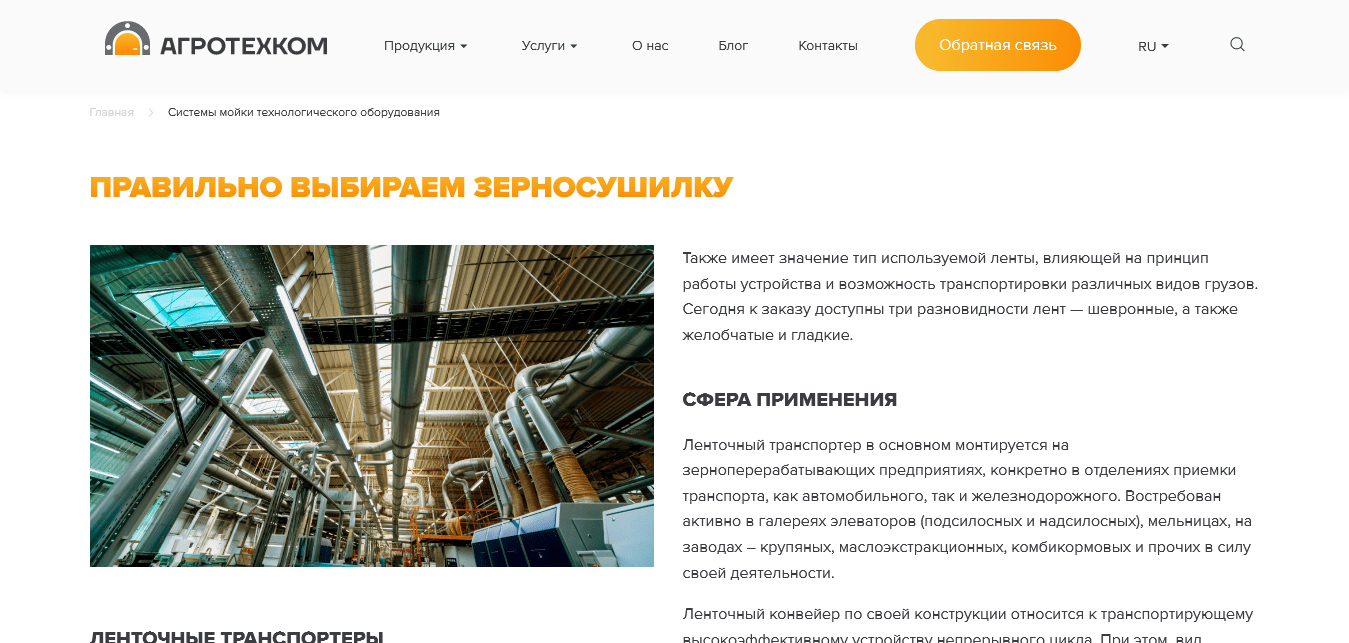 АГРОТЕХКОМ
Продукция
Услуги
О нас
Блог
Контакты
Обратная связь
RU
Главная
Системы мойки технологического оборудования
ПРАВИЛЬНО ВЫБИРАЕМ ЗЕРНОСУШИЛКУ
Также имеет значение тип используемой ленты, влияющей на принцип
работы устройства и возможность транспортировки различных видов грузов.
Сегодня к заказу доступны три разновидности лент — шевронные, а также
желобчатые и гладкие.
СФЕРА ПРИМЕНЕНИЯ
Ленточный транспортер в основном монтируется на
зерноперерабатывающих предприятиях, конкретно в отделениях приемки
транспорта, как автомобильного, так и железнодорожного. Востребован
активно в галереях элеваторов (подсилосных и надсилосных), мельницах, на
заводах – крупяных, маслоэкстракционных, комбикормовых и прочих в силу
своей деятельности.
Ленточный конвейер по своей конструкции относится к транспортирующему
высокоэффективному устройству непрерывного цикла. При этом, вид
ЛЕНТОЧНЫЕ ТРАНСПОРТЕРЫ